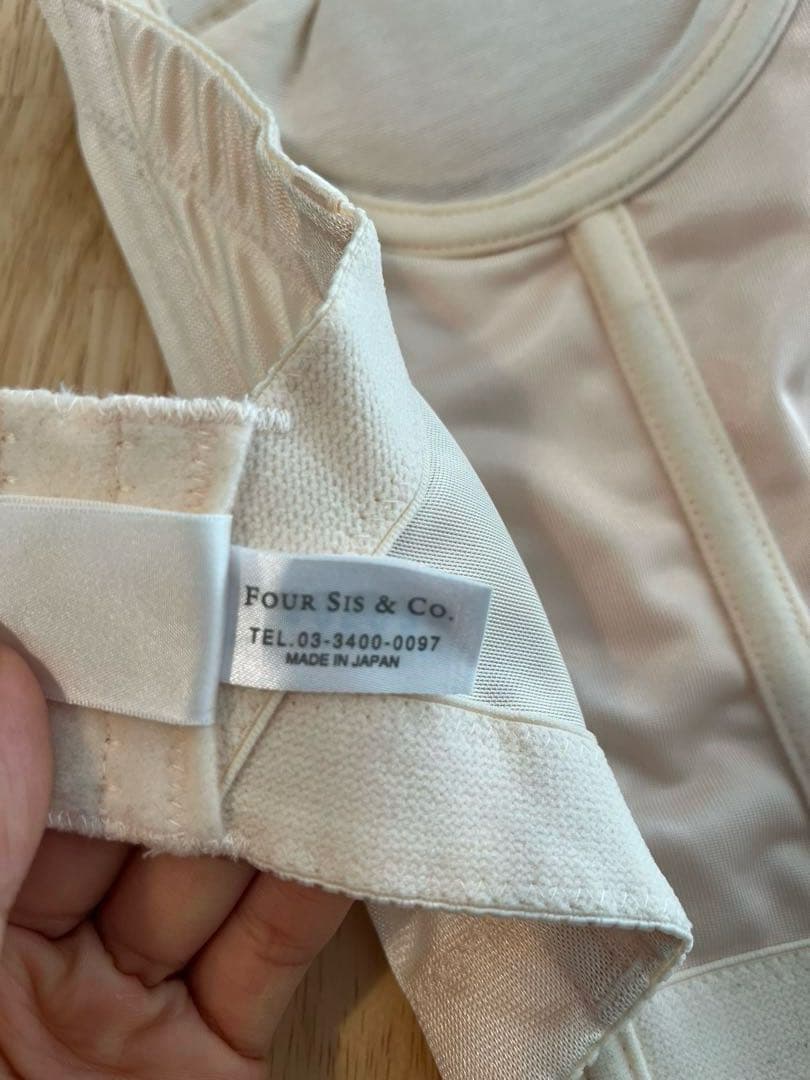 FOUR SIS & CO.
TEL.03-3400-0097
MADE IN JAPAN